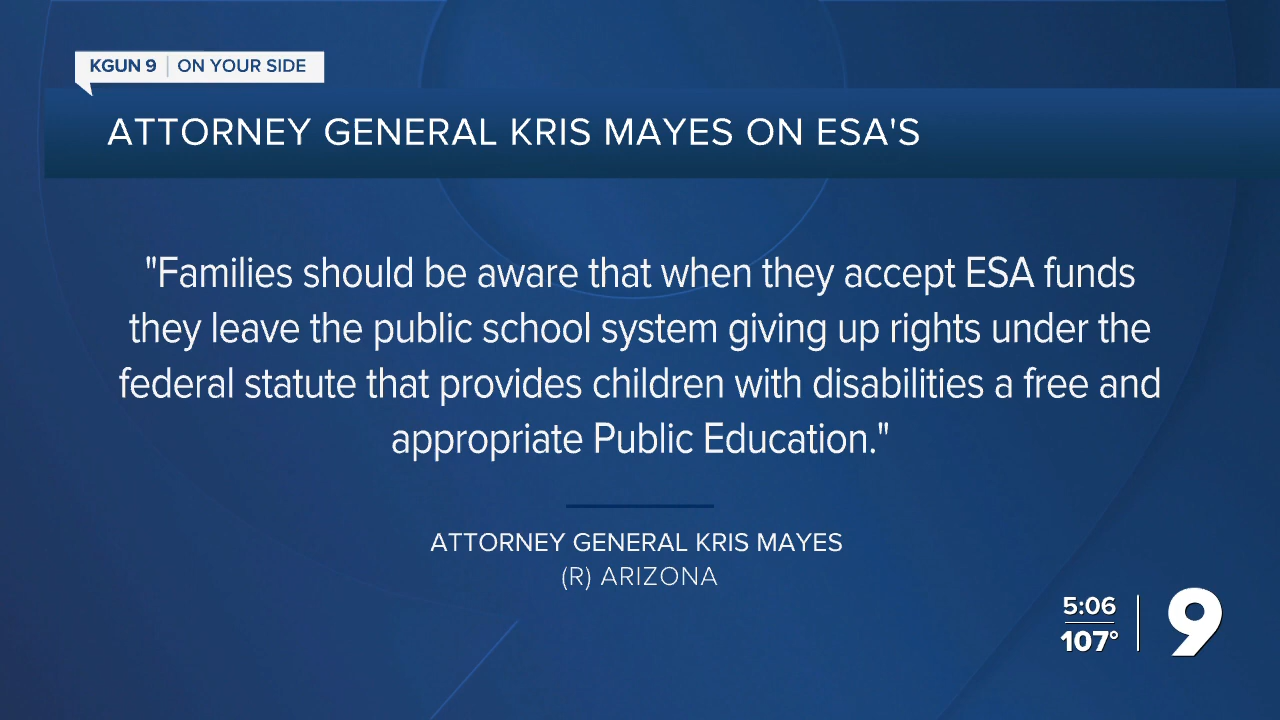 KGUN 9 | ON YOUR SIDE
ATTORNEY GENERAL KRIS MAYES ON ESA'S
"Families should be aware that when they accept ESA funds
they leave the public school system giving up rights under the
federal statute that provides children with disabilities a free and
appropriate Public Education."
ATTORNEY GENERAL KRIS MAYES
(R) ARIZONA
5:06
107°
9